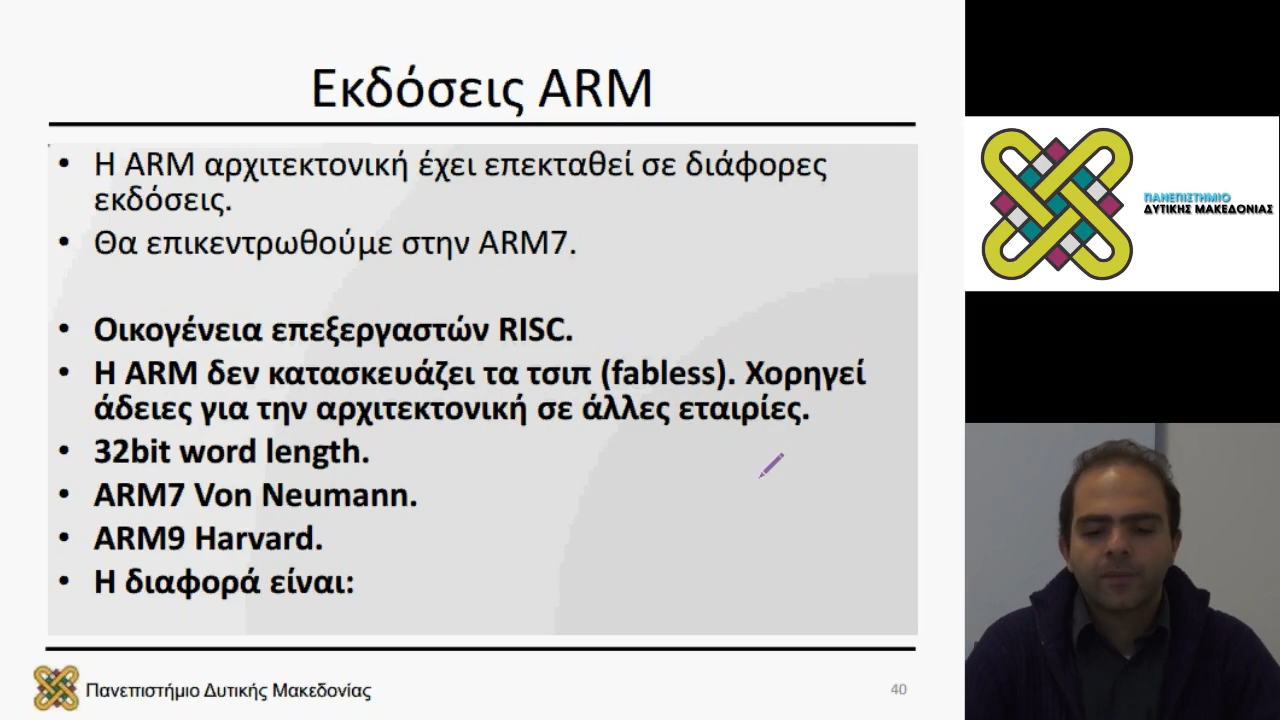 Εκδόσεις ARM
• Η ARM αρχιτεκτονική έχει επεκταθεί σε διάφορες
εκδόσεις.
• Θα επικεντρωθούμε στην ARM7.
• Οικογένεια επεξεργαστών RISC.
• Η ARM δεν κατασκευάζει τα τσιπ (fabless). Χορηγεί
άδειες για την αρχιτεκτονική σε άλλες εταιρίες.
• 32bit word length.
• ARM7 Von Neumann.
• ARM9 Harvard.
• Η διαφορά είναι:
Πανεπιστήμιο Δυτικής Μακεδονίας
40
ΠΑΝΕΠΙΣΤΗΜΙΟ
ΔΥΤΙΚΗΣ ΜΑΚΕΔΟΝΙΑΣ